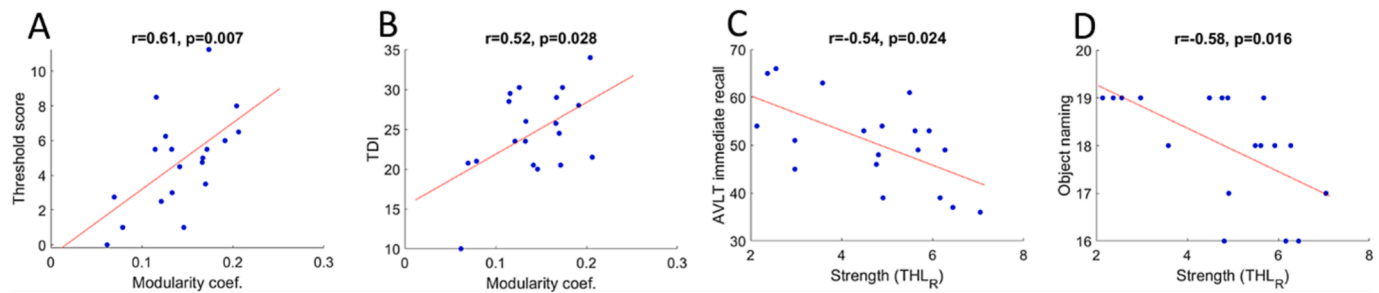 A
r=0.61, p=0.007
Threshold score
10
8
6
4
2
0
0
0.1
0.2
0.3
Modularity coef.
B
r=0.52, p=0.028
TDI
35
30
25
20
15
10
0
0.1
0.2
0.3
Modularity coef.
C
r=-0.54, p=0.024
AVLT immediate recall
70
60
50
40
30
2
4
6
8
Strength (THL_R)
D
r=-0.58, p=0.016
Object naming
20
19
18
17
16
2
4
6
8
Strength (THL_R)